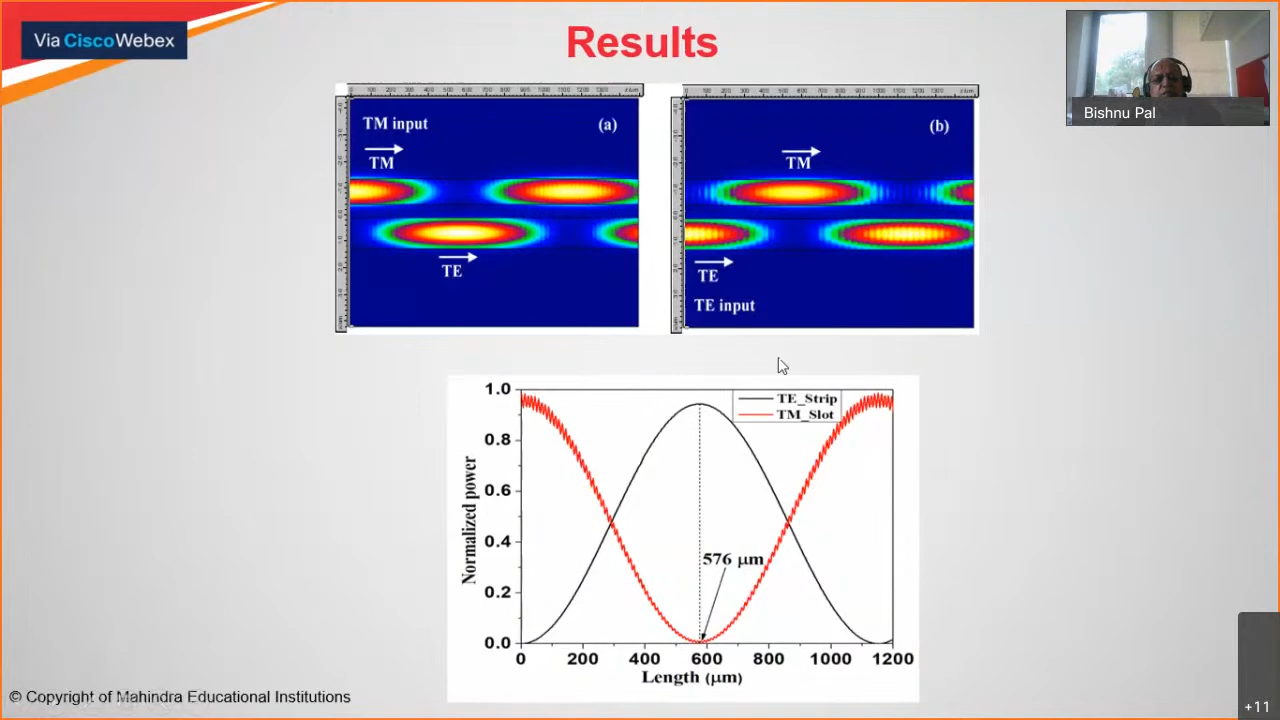 Via CiscoWebex
Results
Bishnu Pal
TM input
(a)
TM
TE
(b)
TM
TE
TE input
1.0
0.8
0.6
0.4
0.2
0.0
Normalized power
TE_Strip
TM_Slot
576 μm
0 200 400 600 800 1000 1200
Length (μm)
© Copyright of Mahindra Educational Institutions
+11